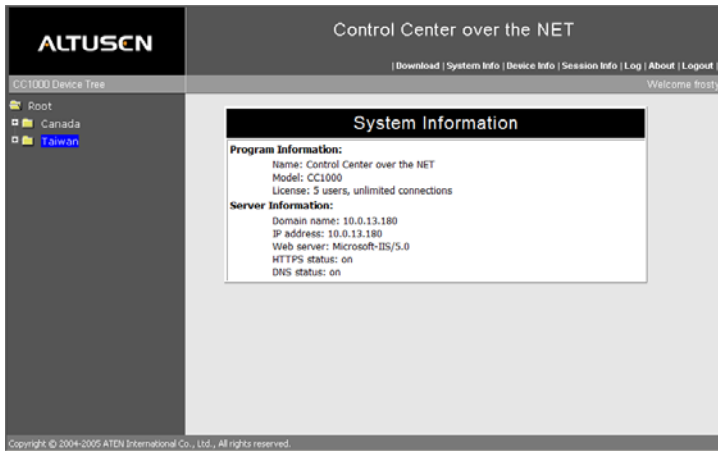 ALTUSEN
Control Center over the NET
| Download | System Info | Device Info | Session Info | Log | About | Logout |
CC1000 Device Tree
Welcome frosty
Root
Canada
Taiwan
System Information
Program Information:
Name: Control Center over the NET
Model: CC1000
License: 5 users, unlimited connections
Server Information:
Domain name: 10.0.13.180
IP address: 10.0.13.180
Web server: Microsoft-IIS/5.0
HTTPS status: on
DNS status: on
Copyright © 2004-2005 ATEN International Co., Ltd., All rights reserved.